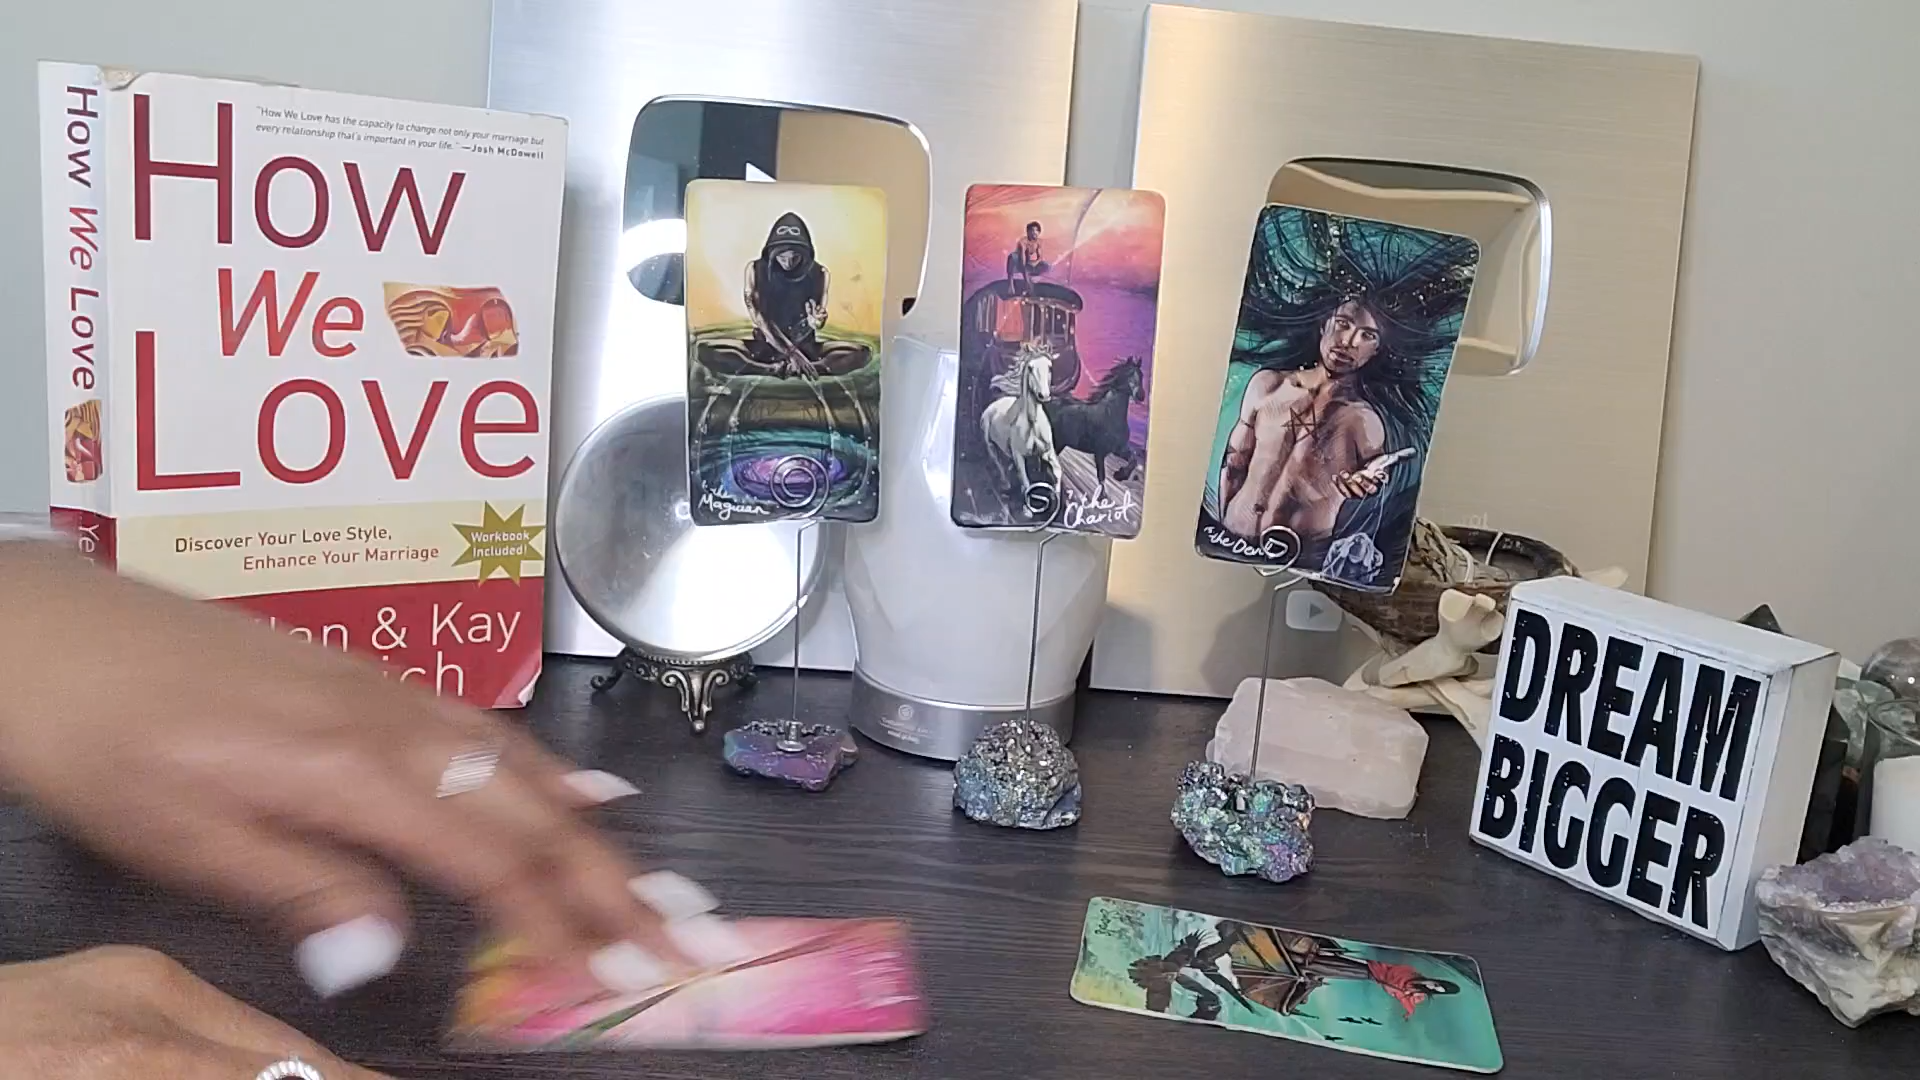 How We Love
Ye
"How We Love has the capacity to change not only your marriage but
every relationship that's important in your life." —Josh McDowell
How
We
Love
Discover Your Love Style,
Enhance Your Marriage
Workbook
Included!
& Kay
the
Magician
the
Chariot
the Devil
DREAM
BIGGER